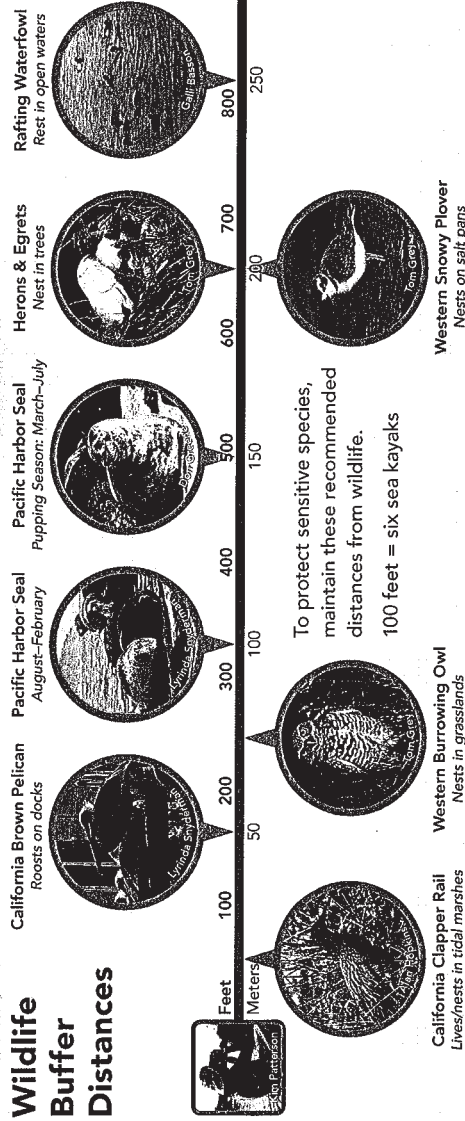 Wildlife
Buffer
Distances
California Brown Pelican
Roosts on docks
Pacific Harbor Seal
August–February
Pacific Harbor Seal
Pupping Season: March–July
Herons & Egrets
Nest in trees
Rafting Waterfowl
Rest in open waters
Lyrinda Snyderman
Lyrinda Snyderman
Tom Grey
Galli Basson
Kim Patterson
Feet
100
200
300
400
500
600
700
800
Meters
50
100
150
200
250
Tom Grey
Tom Grey
California Clapper Rail
Lives/nests in tidal marshes
Western Burrowing Owl
Nests in grasslands
To protect sensitive species,
maintain these recommended
distances from wildlife.
100 feet = six sea kayaks
Western Snowy Plover
Nests on salt pans